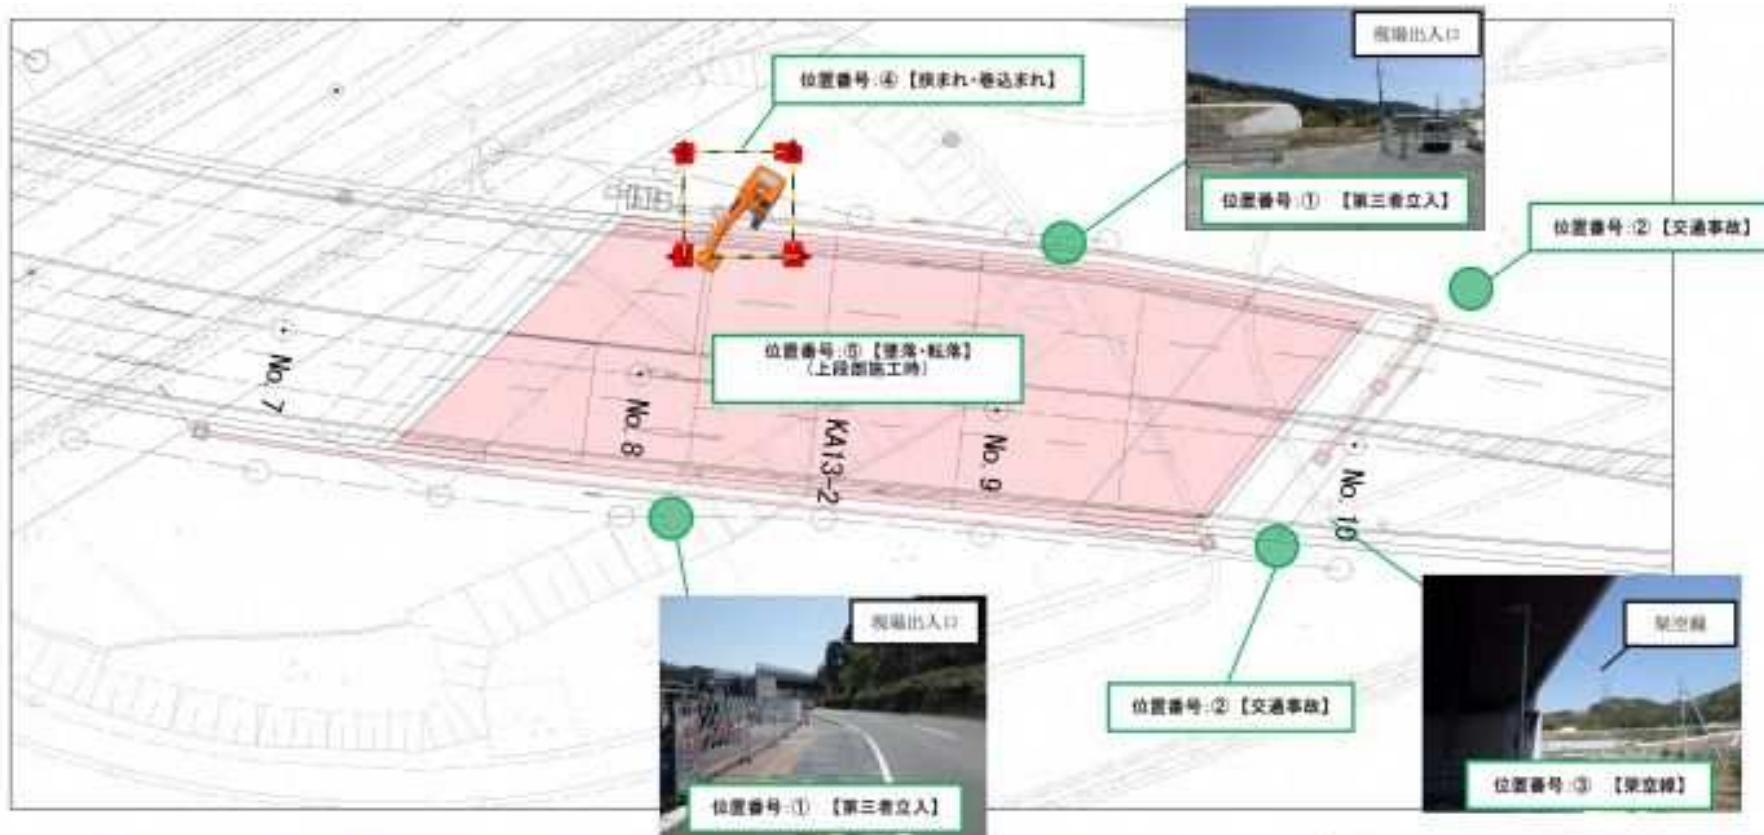 現場出入口
位置番号:④【挟まれ・巻込まれ】
位置番号:① 【第三者立入】
位置番号:②【交通事故】
位置番号:⑤【墜落・転落】
(上段面施工時)
No. 7
No. 8
KA13-2
No. 9
No. 10
現場出入口
架空線
位置番号:②【交通事故】
位置番号:③ 【架空線】
位置番号:① 【第三者立入】